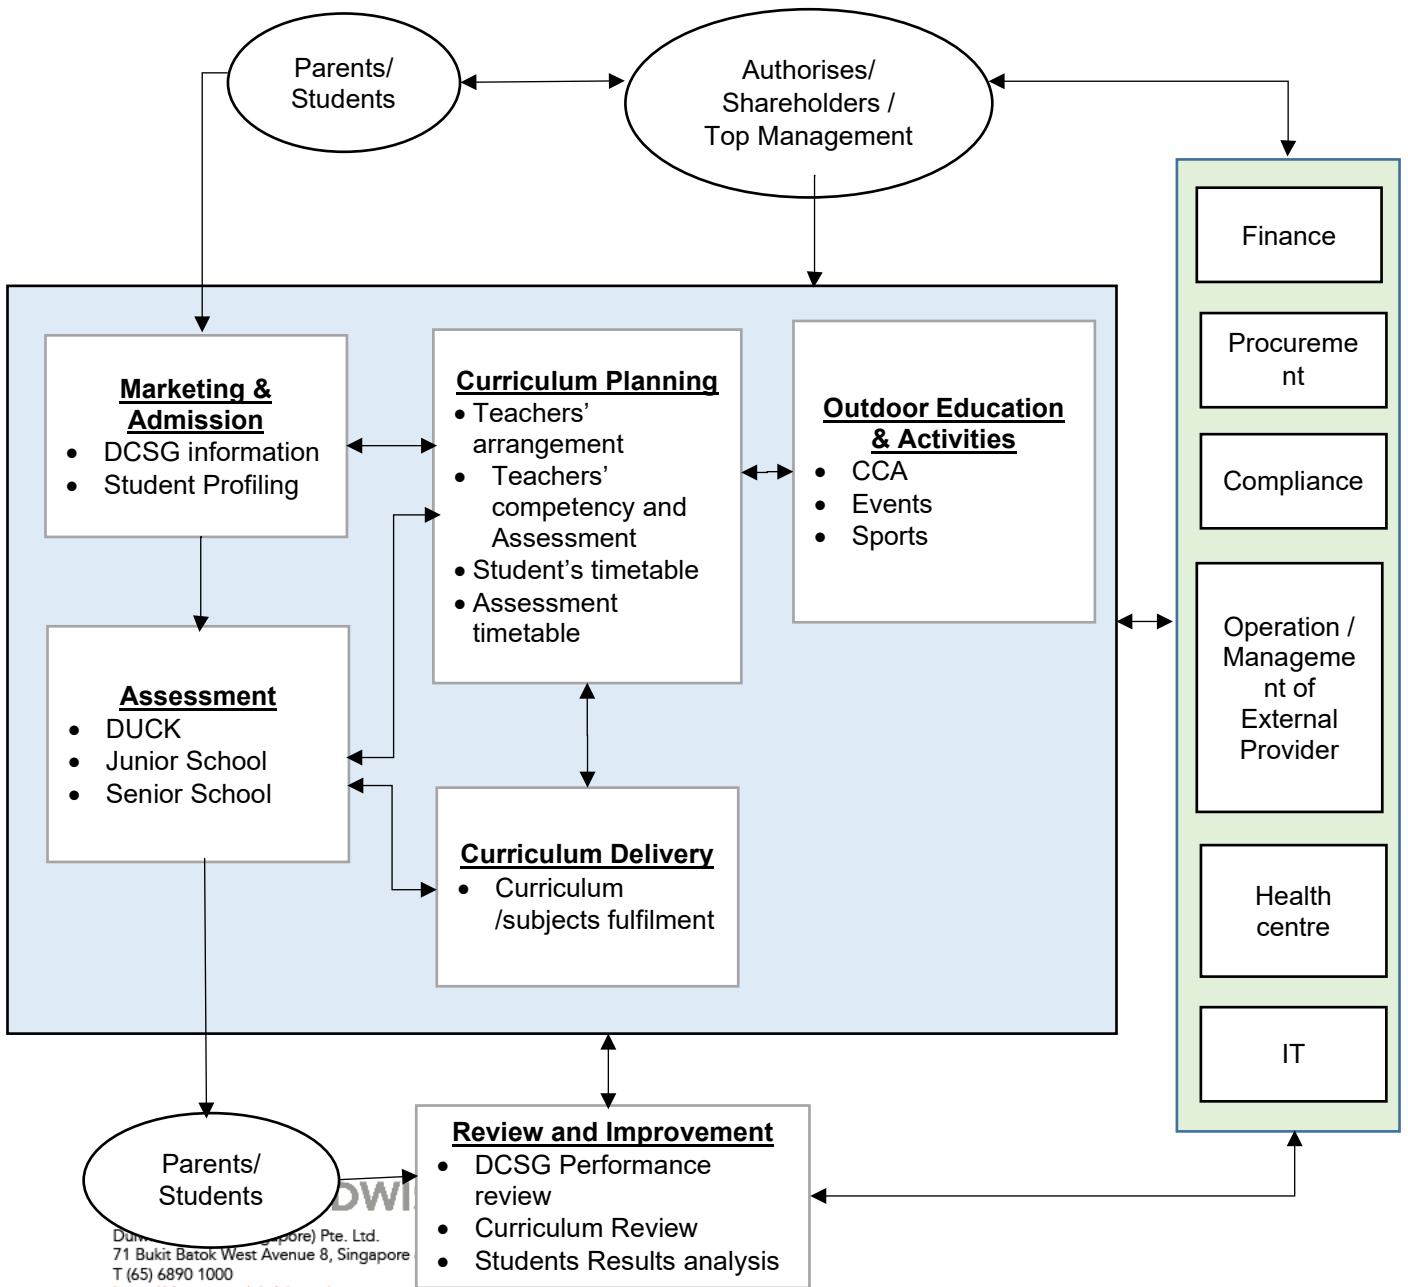 Parents/
Students
Authorises/
Shareholders /
Top Management
Finance
Procureme
nt
Compliance
Operation /
Manageme
nt of
External
Provider
Health
centre
IT
Marketing &
Admission
• DCSG information
• Student Profiling
Curriculum Planning
• Teachers’
arrangement
• Teachers’
competency and
Assessment
• Student’s timetable
• Assessment
timetable
Outdoor Education
& Activities
• CCA
• Events
• Sports
Assessment
• DUCK
• Junior School
• Senior School
Curriculum Delivery
• Curriculum
/subjects fulfilment
Parents/
Students
Review and Improvement
• DCSG Performance
review
• Curriculum Review
• Students Results analysis
Pte. Ltd.
71 Bukit Batok West Avenue 8, Singapore
T (65) 6890 1000